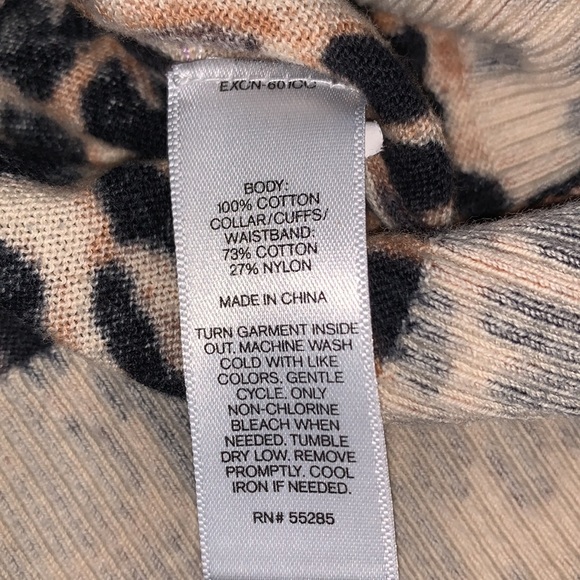 BODY:
100% COTTON
COLLAR/CUFFS/
WAISTBAND:
73% COTTON
27% NYLON
MADE IN CHINA
TURN GARMENT INSIDE
OUT. MACHINE WASH
COLD WITH LIKE
COLORS. GENTLE
CYCLE. ONLY
NON-CHLORINE
BLEACH WHEN
NEEDED. TUMBLE
DRY LOW. REMOVE
PROMPTLY. COOL
IRON IF NEEDED.
RN# 55285